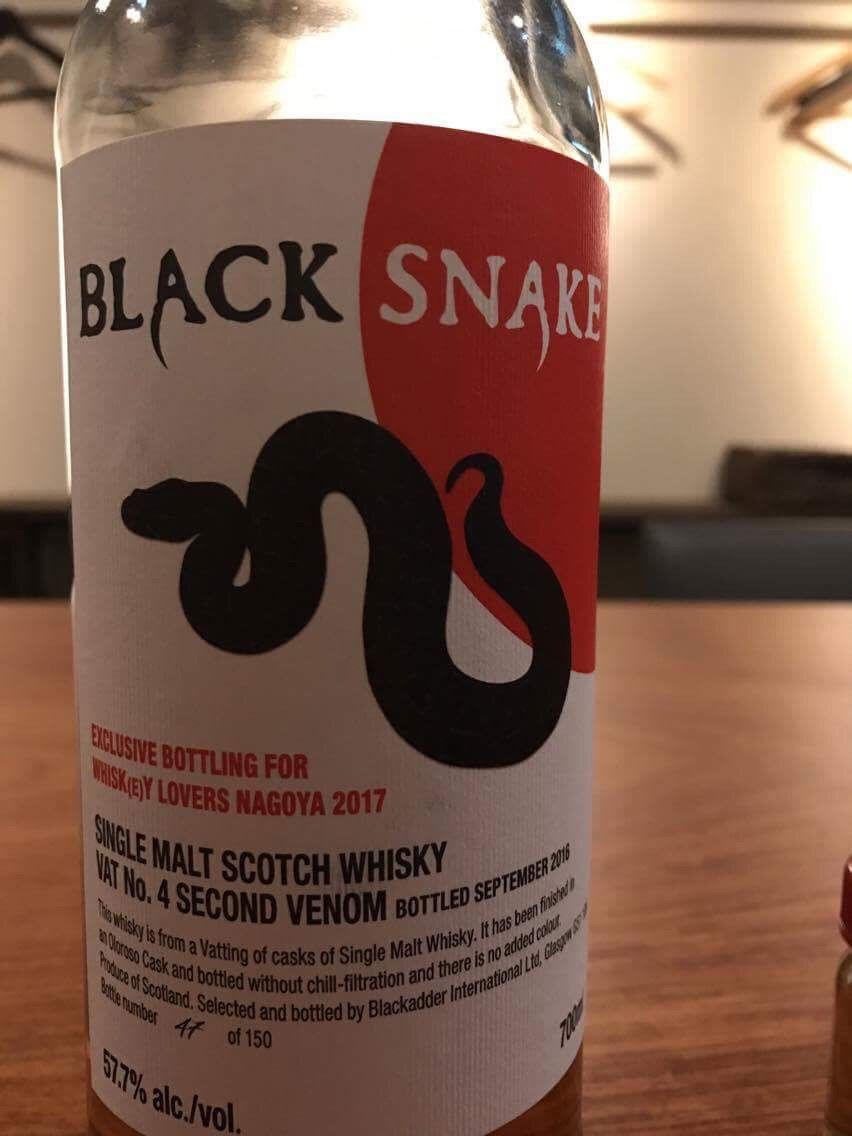 BLACK SNAKE
EXCLUSIVE BOTTLING FOR
WHISK(E)Y LOVERS NAGOYA 2017
SINGLE MALT SCOTCH WHISKY
VAT No. 4 SECOND VENOM BOTTLED SEPTEMBER 2016
This whisky is from a Vatting of casks of Single Malt Whisky. It has been finished in
an Oloroso Cask and bottled without chill-filtration and there is no added colour.
Produce of Scotland. Selected and bottled by Blackadder International Ltd, Glasgow
Bottle number 47 of 150
57.7% alc./vol.